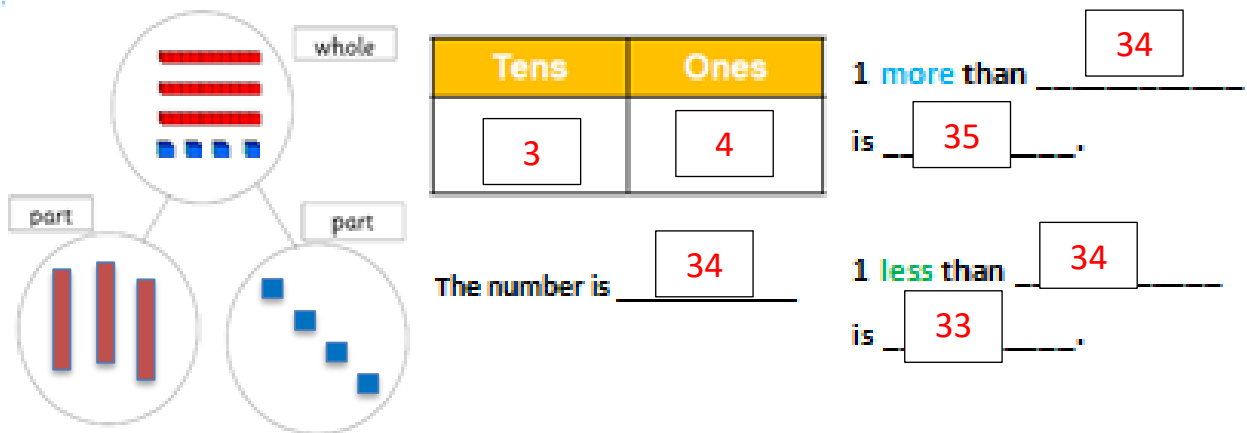 whole
part
part
Tens Ones
3 4
The number is 34
1 more than 34
is 35.
1 less than 34
is 33.